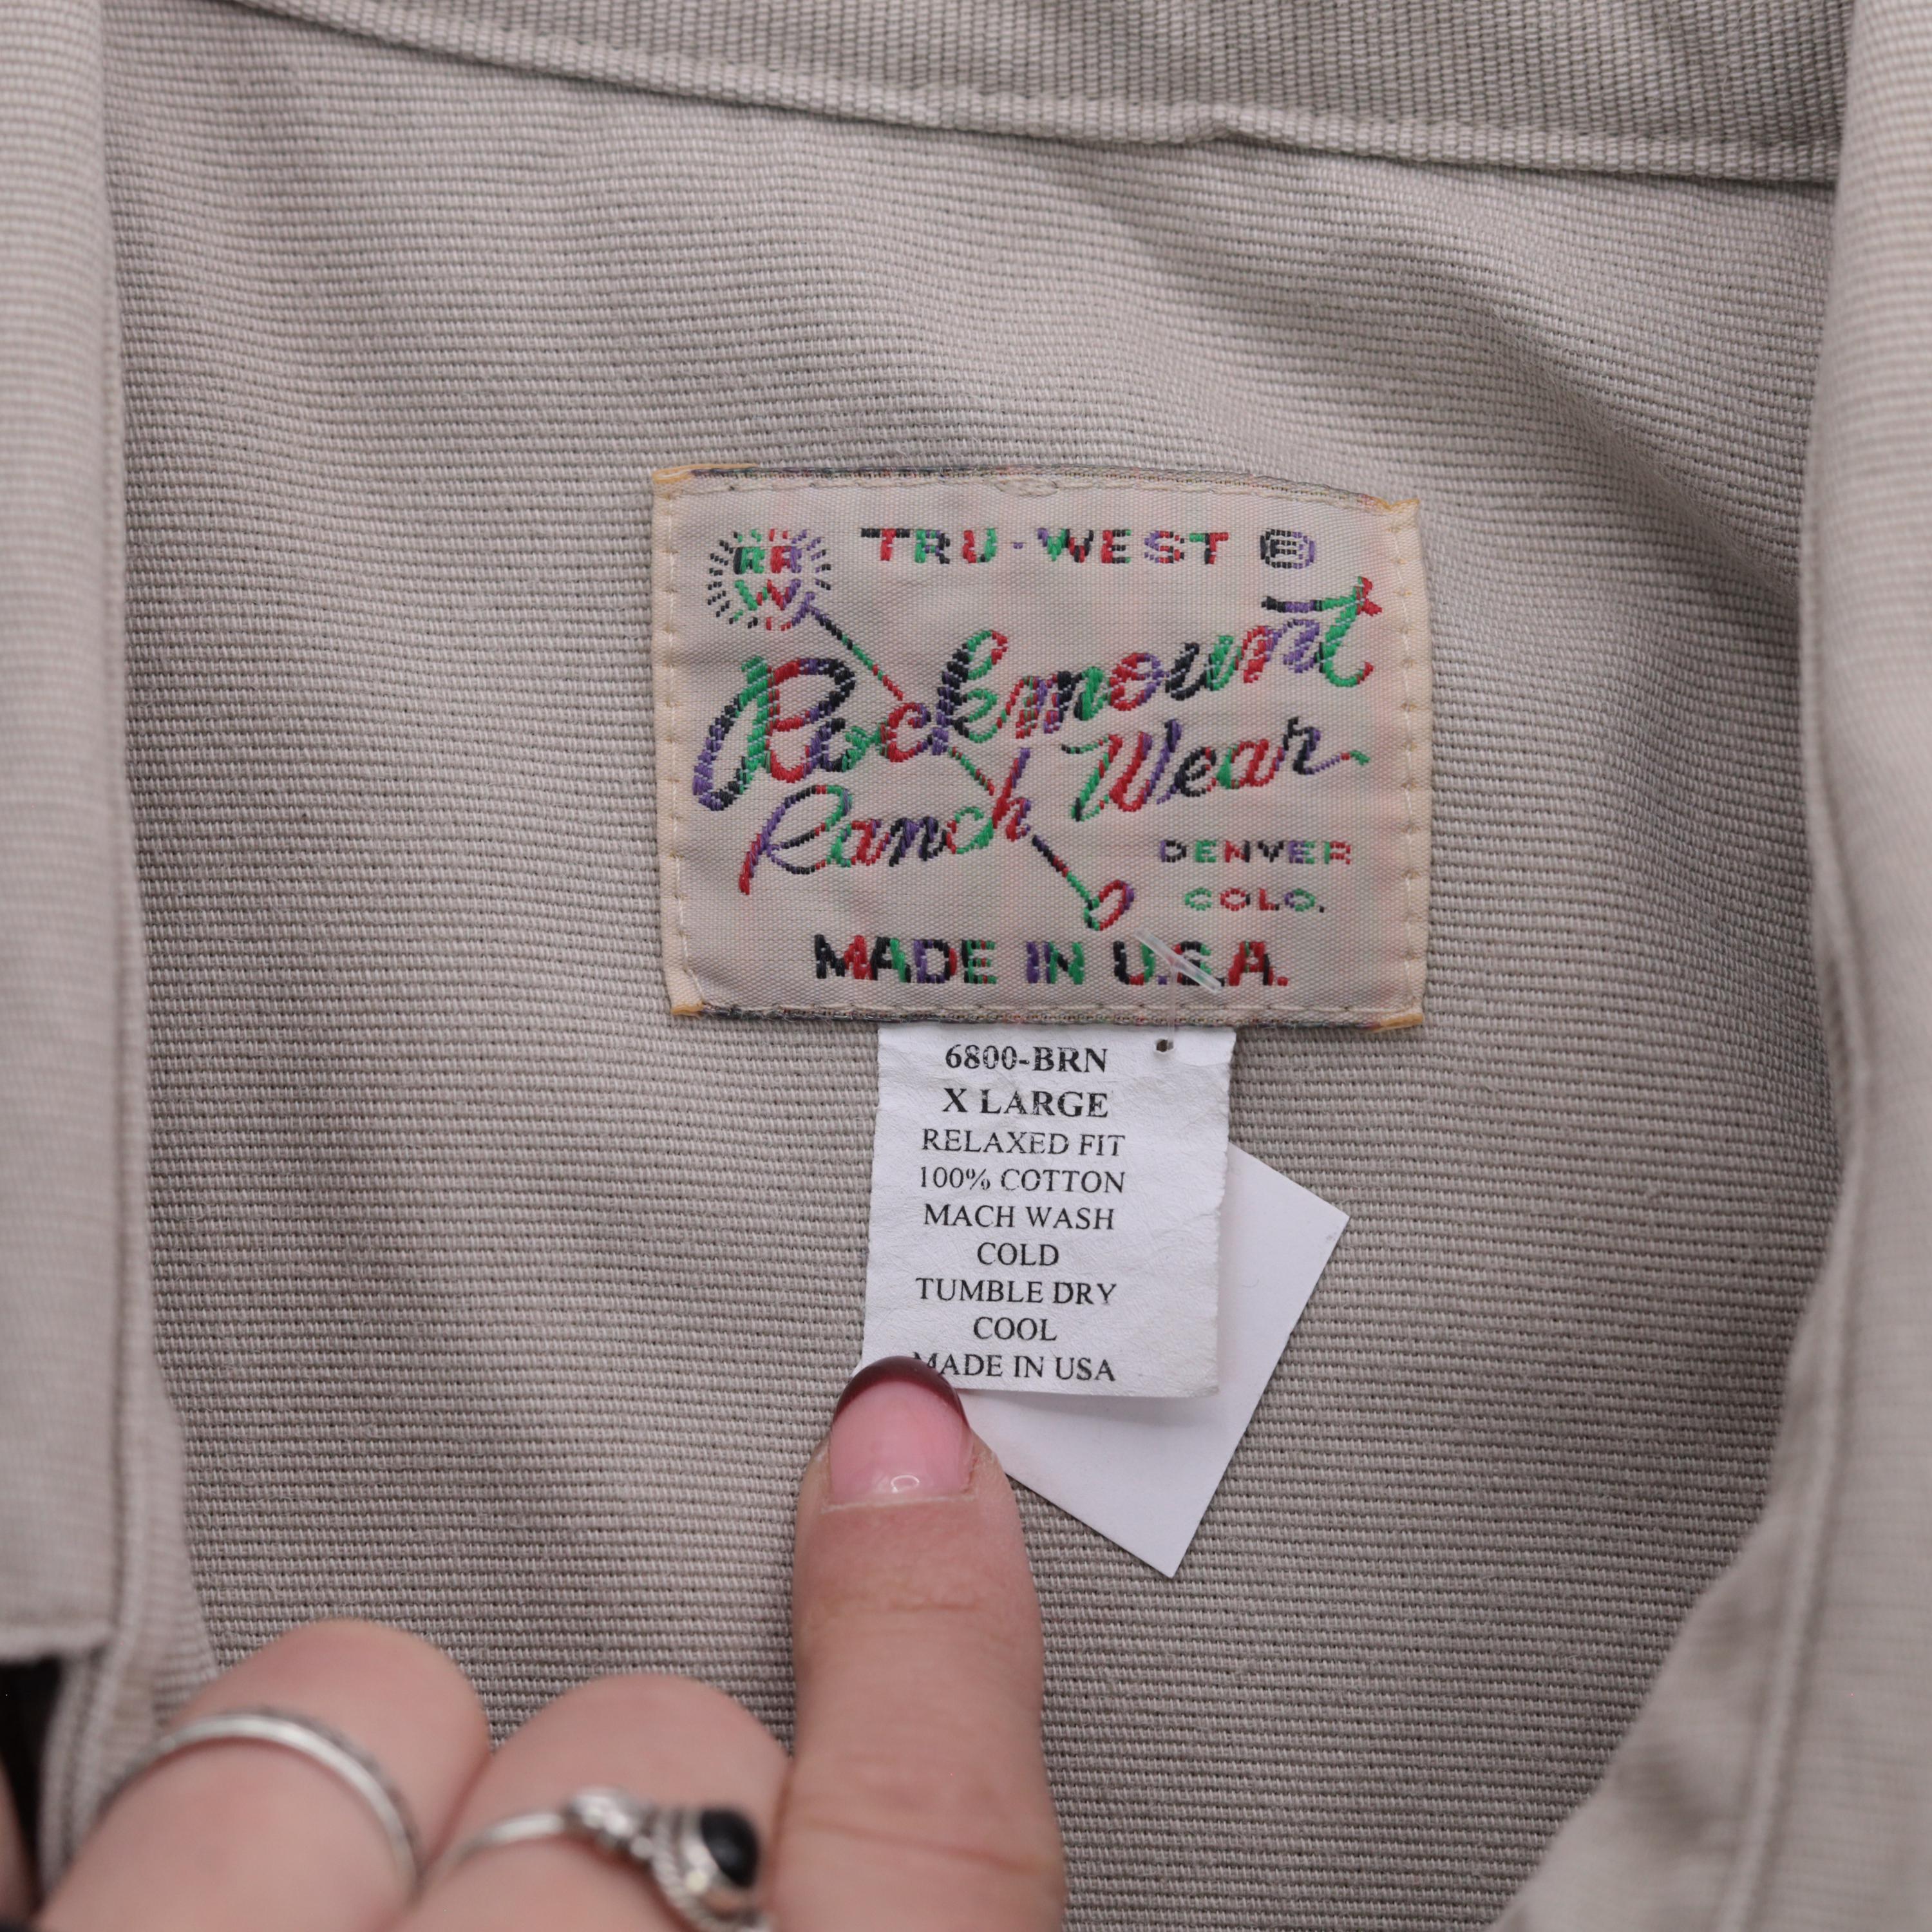 TRU-WEST ®
RR
W
Rockmount
Ranch Wear
DENVER
COLO.
MADE IN U.S.A.
6800-BRN
X LARGE
RELAXED FIT
100% COTTON
MACH WASH
COLD
TUMBLE DRY
COOL
MADE IN USA